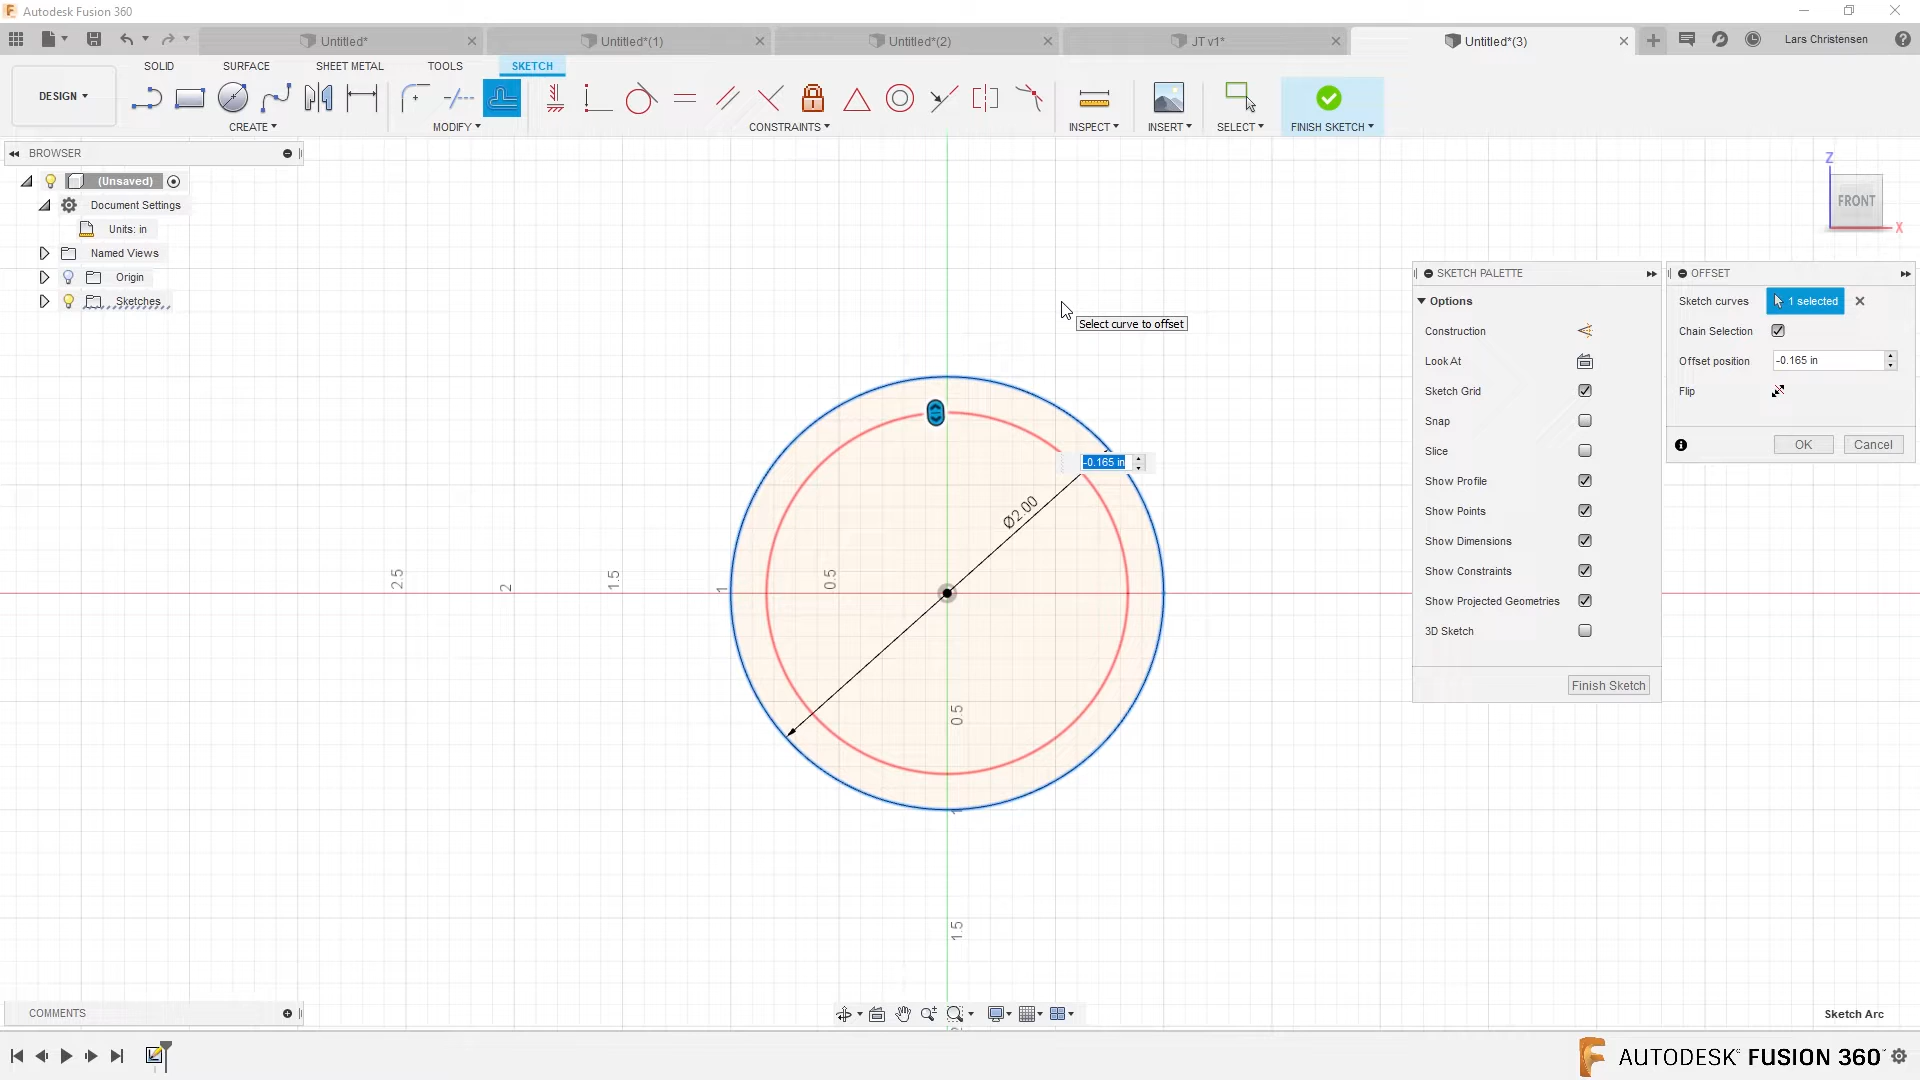 Autodesk Fusion 360
Untitled*
Untitled*(1)
Untitled*(2)
JT v1*
Untitled*(3)
Lars Christensen
SOLID
SURFACE
SHEET METAL
TOOLS
SKETCH
DESIGN
CREATE
MODIFY
CONSTRAINTS
INSPECT
INSERT
SELECT
FINISH SKETCH
BROWSER
(Unsaved)
Document Settings
Units: in
Named Views
Origin
Sketches
Z
FRONT
X
Select curve to offset
SKETCH PALETTE
Options
Construction
Look At
Sketch Grid
Snap
Slice
Show Profile
Show Points
Show Dimensions
Show Constraints
Show Projected Geometries
3D Sketch
Finish Sketch
OFFSET
Sketch curves
1 selected
Chain Selection
Offset position
-0.165 in
Flip
OK
Cancel
-0.165 in
Ø2.00
2.5
2
1.5
1
0.5
0.5
1
1.5
COMMENTS
Sketch Arc
AUTODESK® FUSION 360™